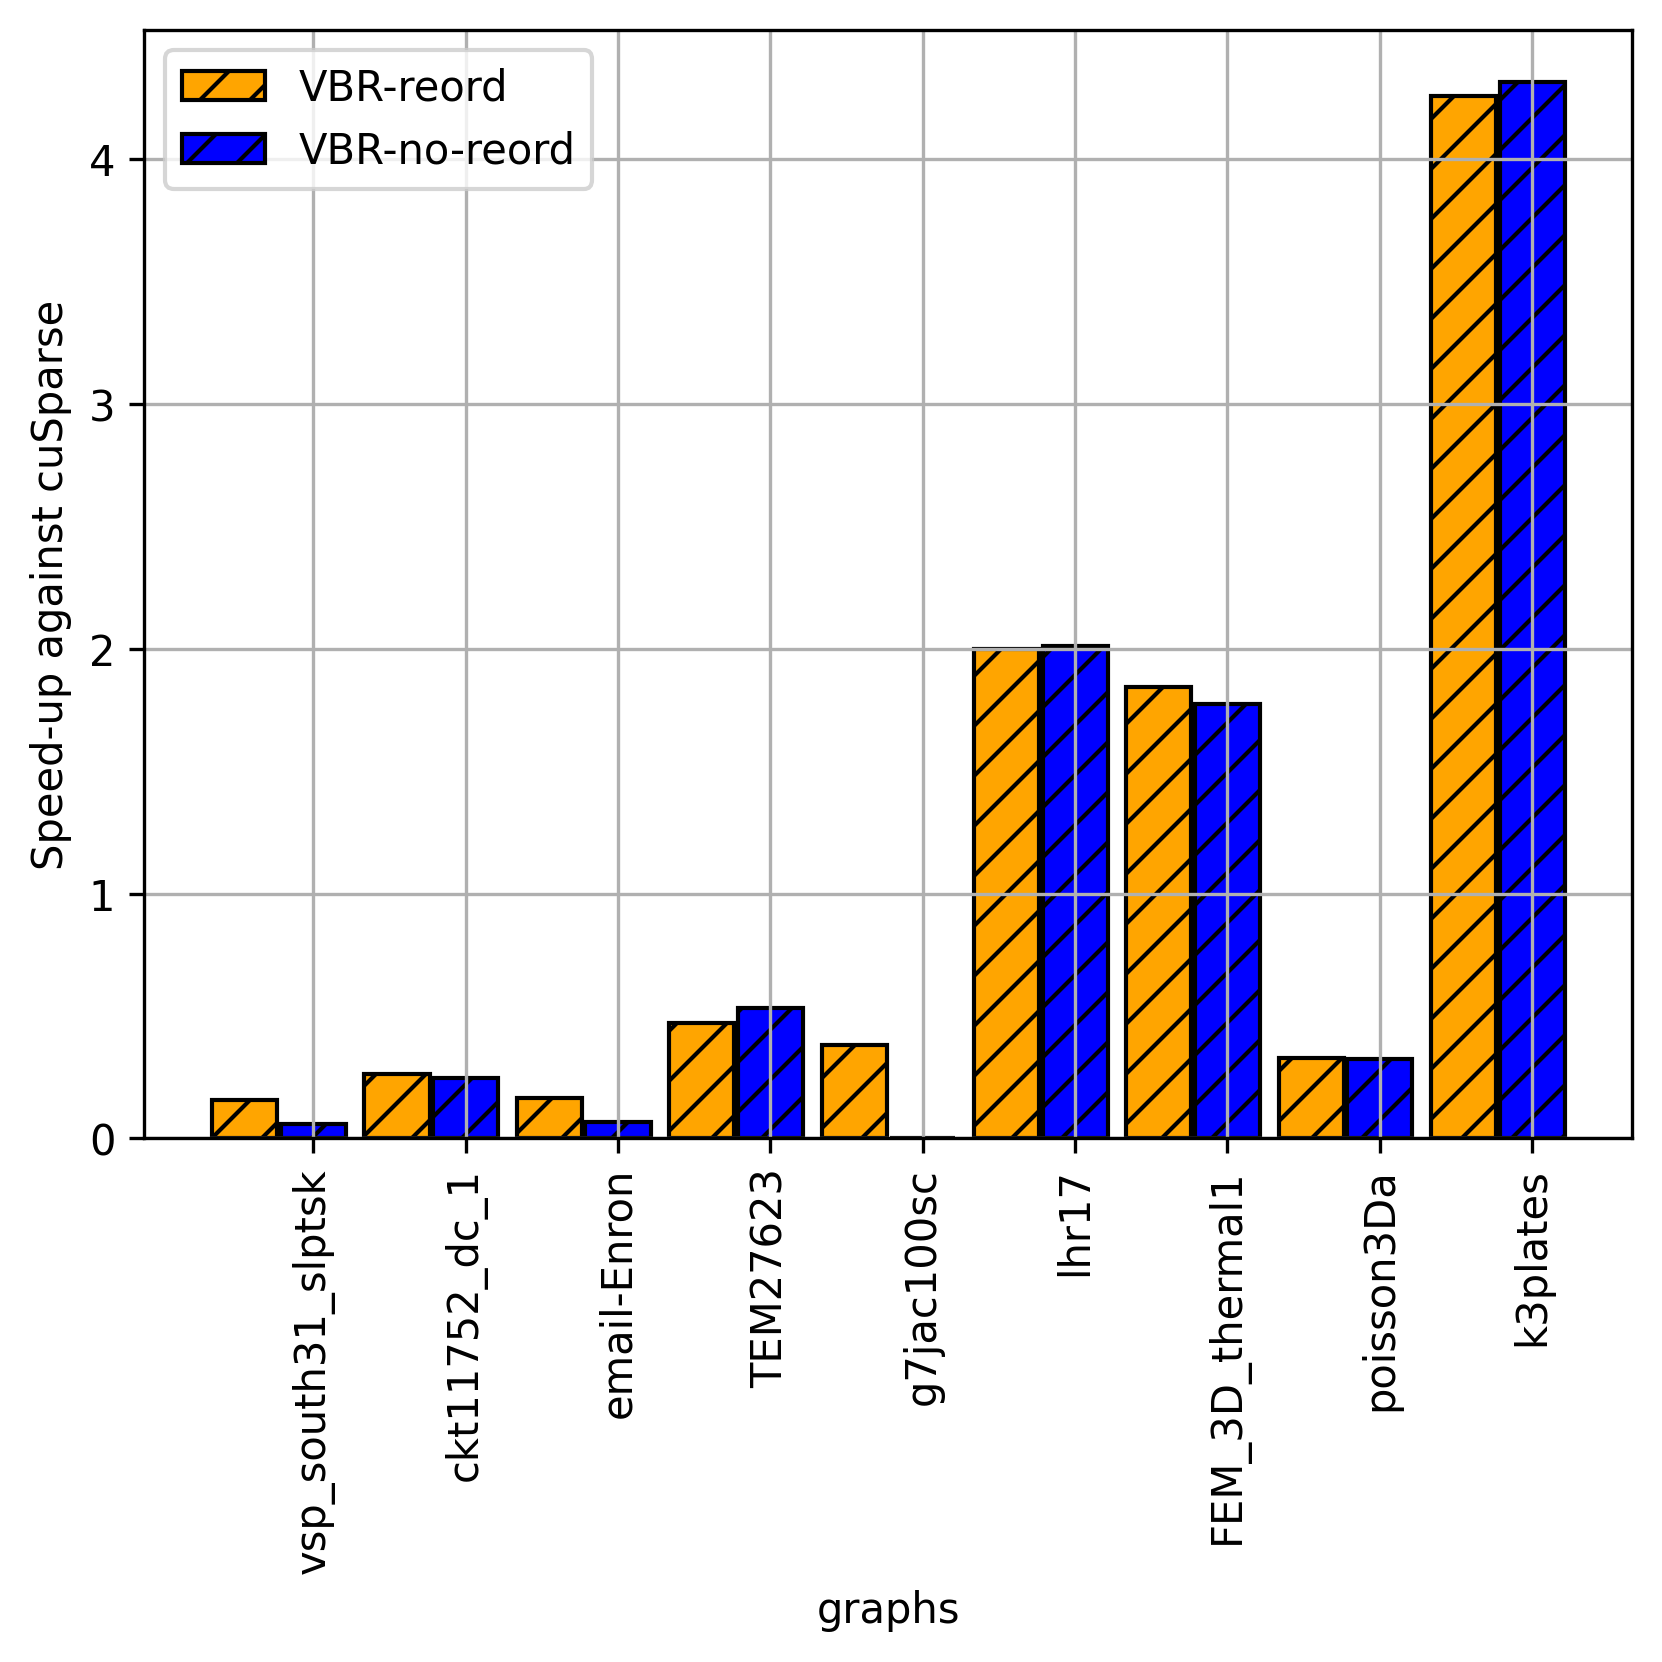 VBR-reord
VBR-no-reord
Speed-up against cuSparse
4
3
2
1
0
vsp_south31_slptsk
ckt11752_dc_1
email-Enron
TEM27623
g7jac100sc
lhr17
FEM_3D_thermal1
poisson3Da
k3plates
graphs